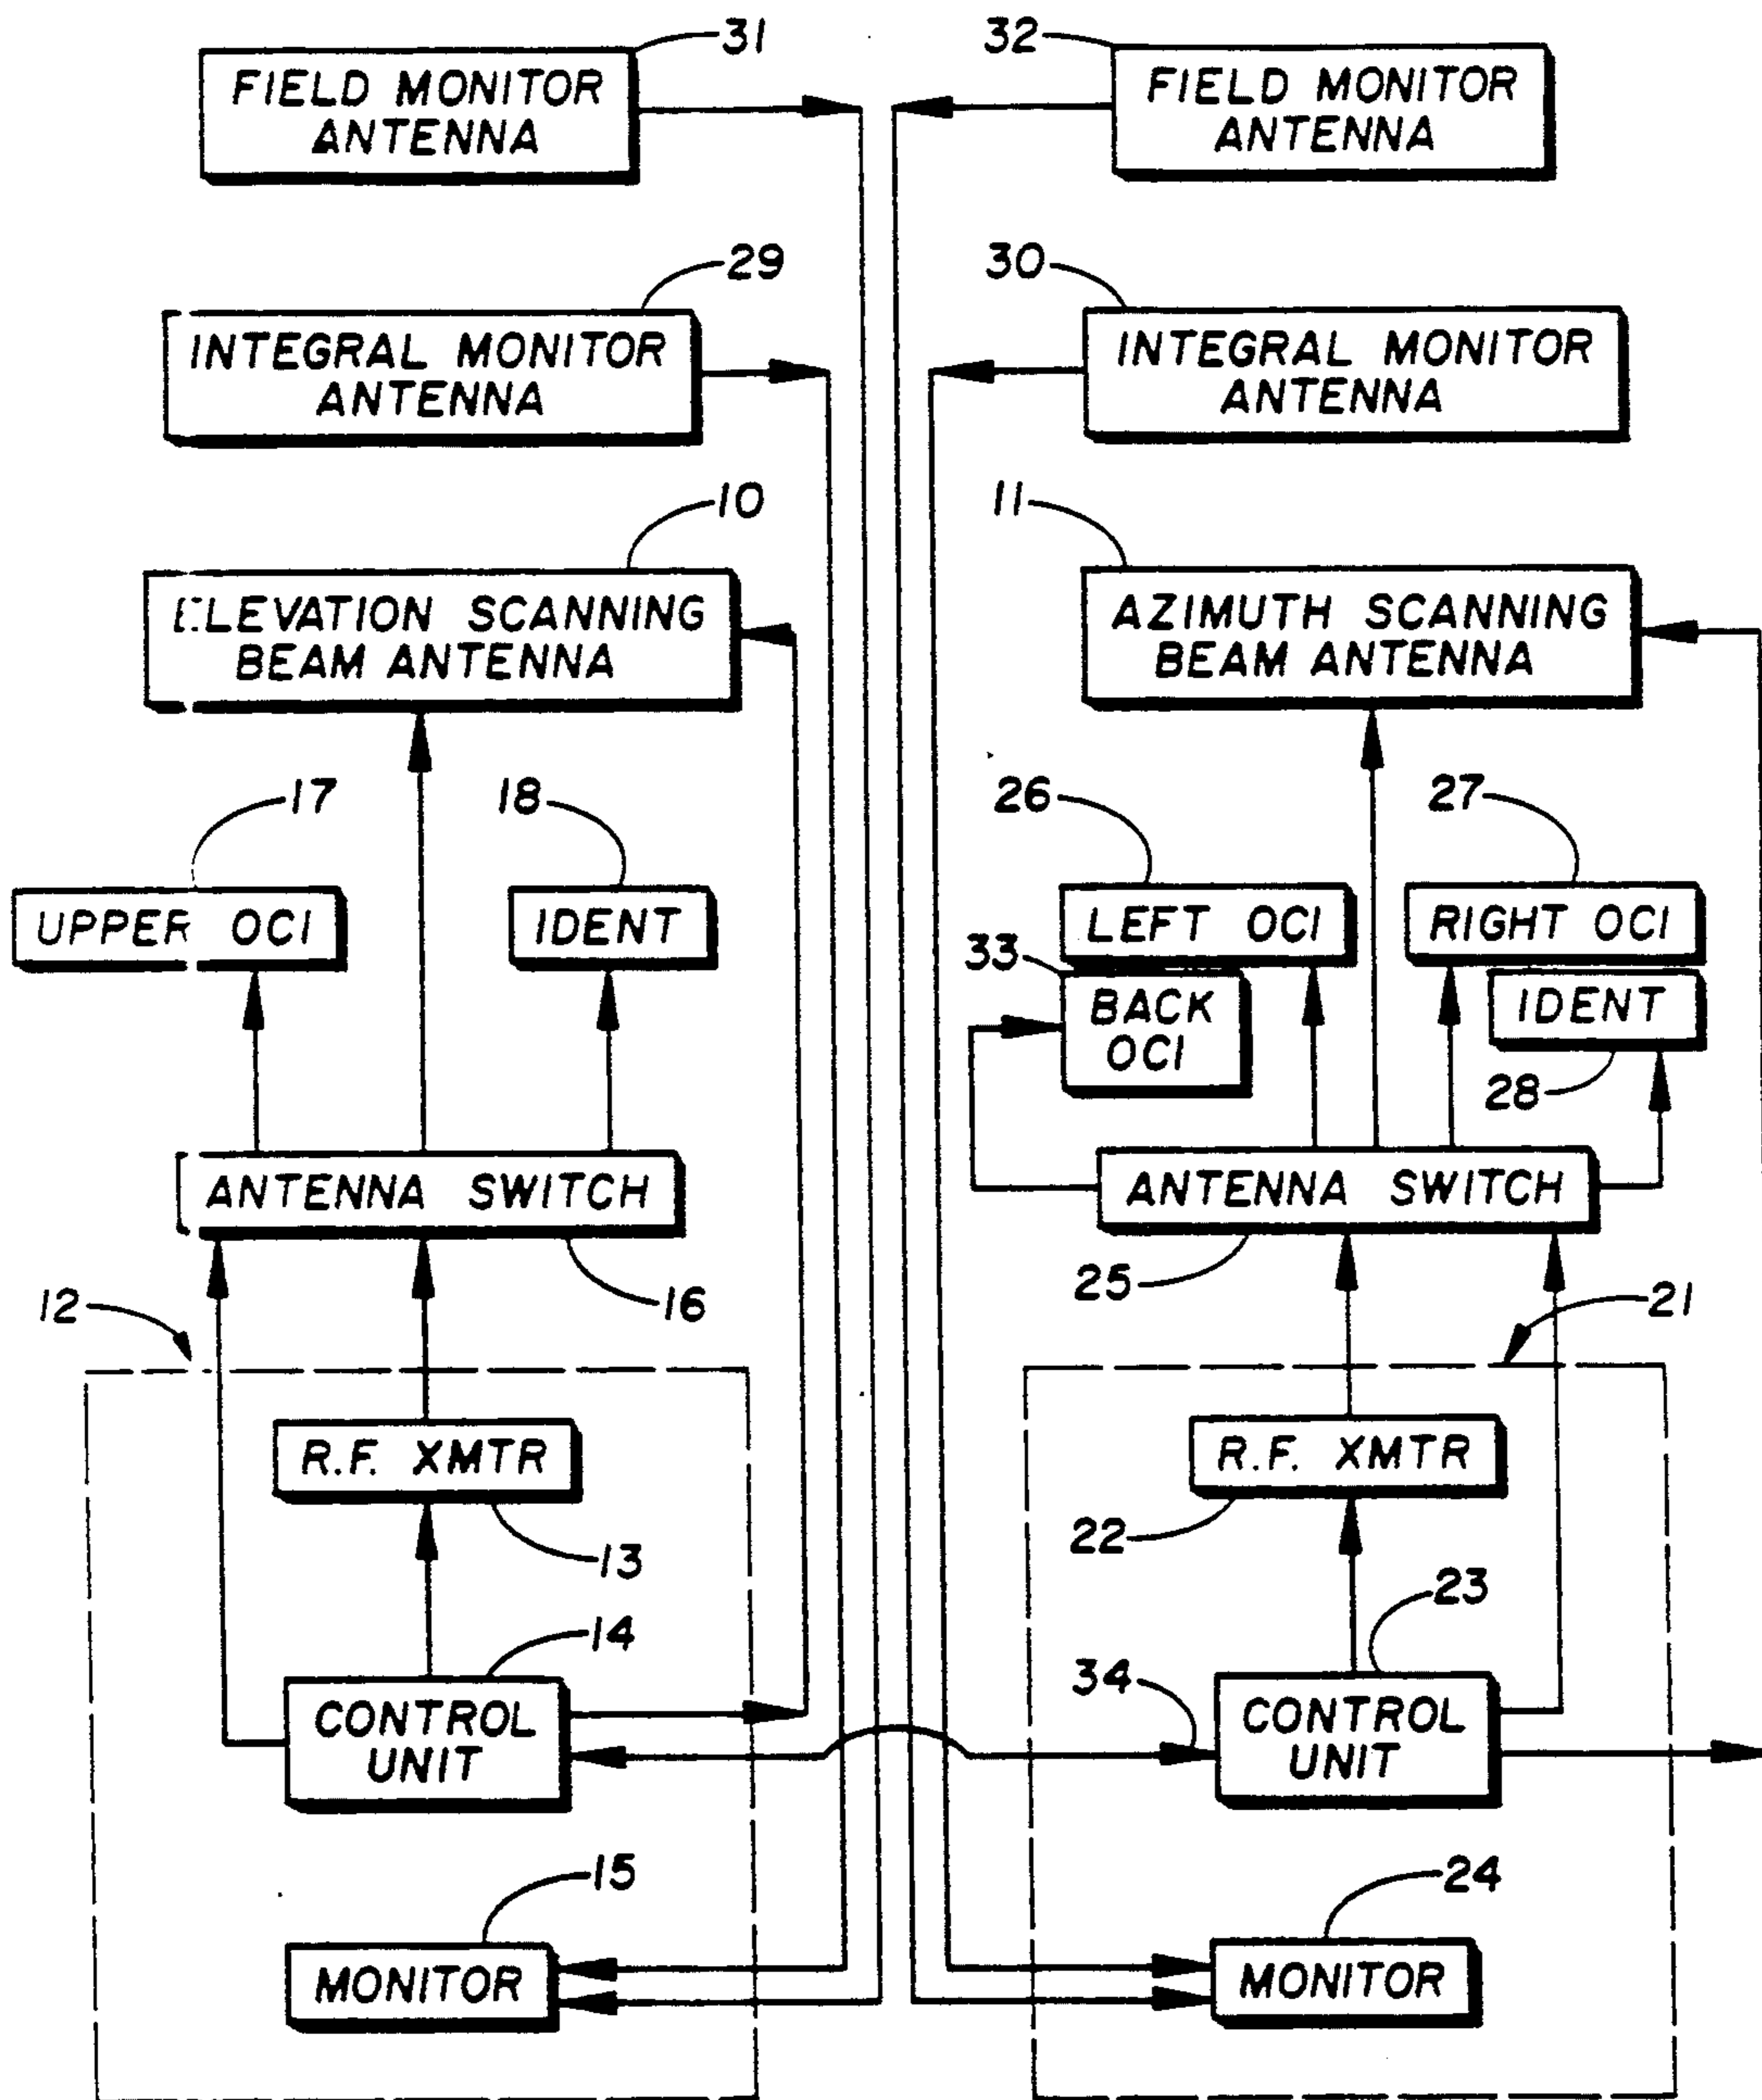 31
32
FIELD MONITOR
ANTENNA
FIELD MONITOR
ANTENNA
29
30
INTEGRAL MONITOR
ANTENNA
INTEGRAL MONITOR
ANTENNA
10
11
ELEVATION SCANNING
BEAM ANTENNA
AZIMUTH SCANNING
BEAM ANTENNA
17
18
26
27
UPPER OCI
IDENT
LEFT OCI
RIGHT OCI
33
BACK
OCI
IDENT
28
ANTENNA SWITCH
ANTENNA SWITCH
12
16
25
21
R.F. XMTR
R.F. XMTR
13
22
14
23
34
CONTROL
UNIT
CONTROL
UNIT
15
24
MONITOR
MONITOR